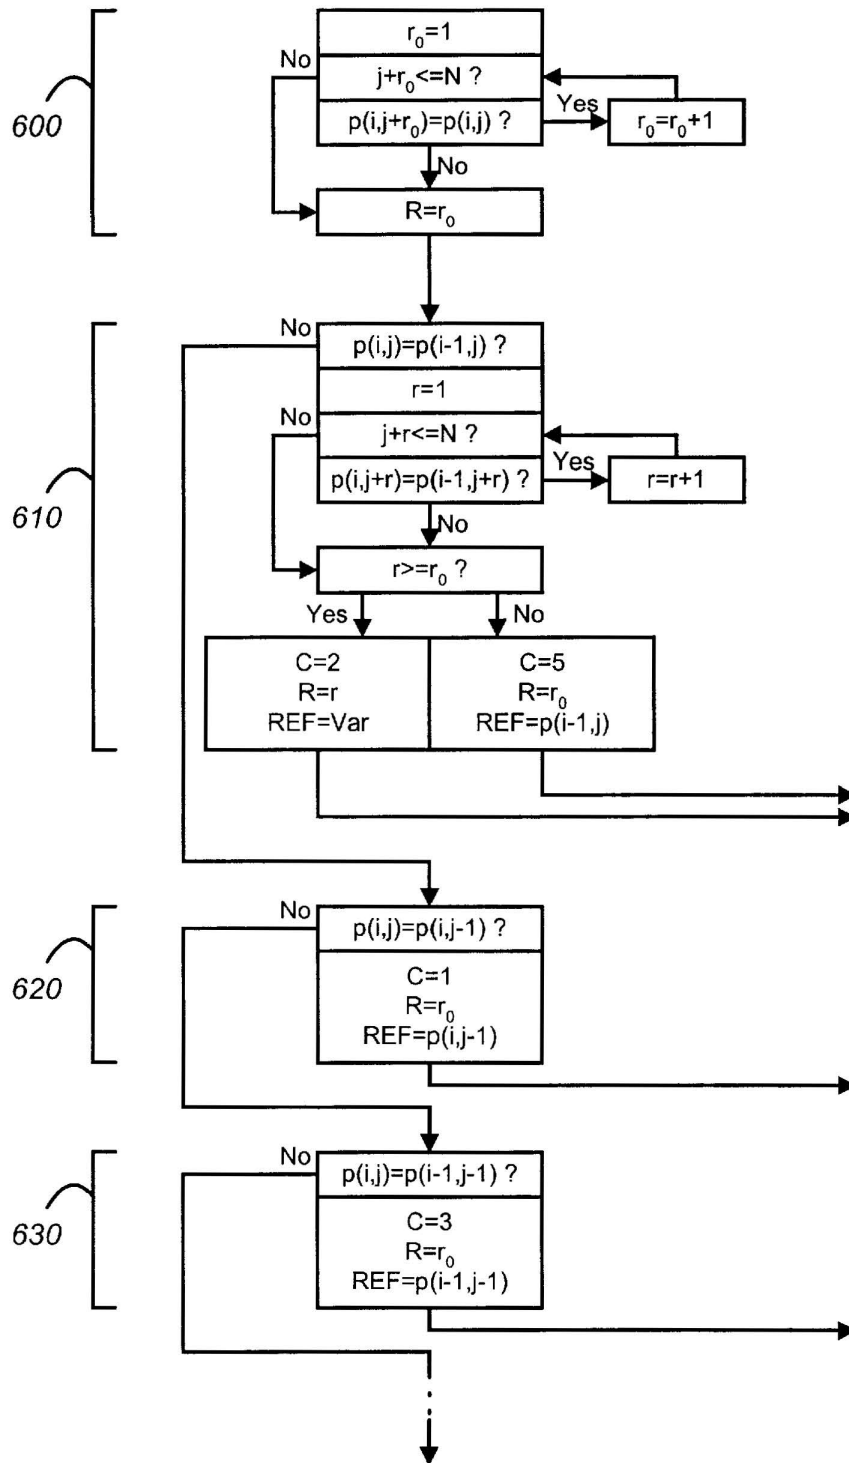 r₀=1
No
j+r₀<=N ?
Yes
p(i,j+r₀)=p(i,j) ?
r₀=r₀+1
600
No
R=r₀
No
p(i,j)=p(i-1,j) ?
r=1
No
j+r<=N ?
Yes
p(i,j+r)=p(i-1,j+r) ?
r=r+1
610
No
r>=r₀ ?
Yes
No
C=2
R=r
REF=Var
C=5
R=r₀
REF=p(i-1,j)
No
p(i,j)=p(i,j-1) ?
620
C=1
R=r₀
REF=p(i,j-1)
No
p(i,j)=p(i-1,j-1) ?
630
C=3
R=r₀
REF=p(i-1,j-1)